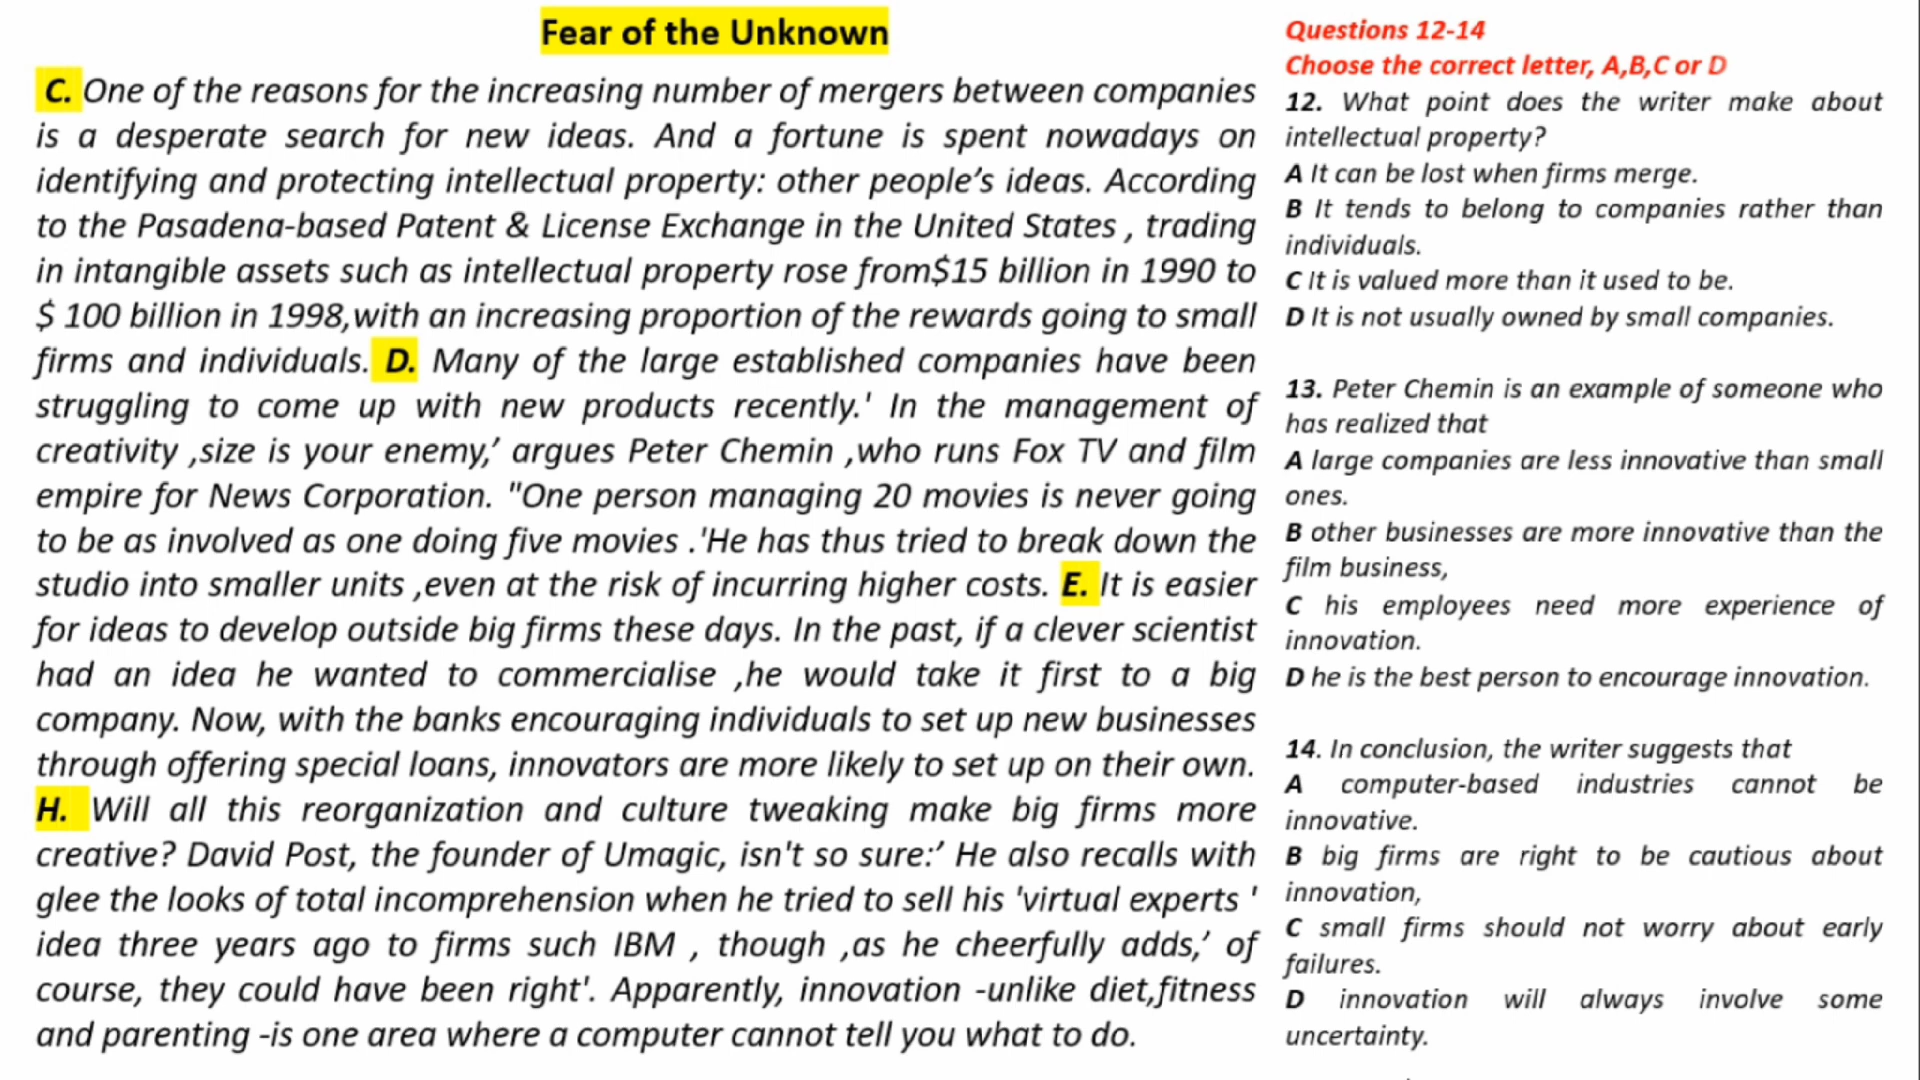 Fear of the Unknown
C. One of the reasons for the increasing number of mergers between companies
is a desperate search for new ideas. And a fortune is spent nowadays on
identifying and protecting intellectual property: other people’s ideas. According
to the Pasadena-based Patent & License Exchange in the United States , trading
in intangible assets such as intellectual property rose from$15 billion in 1990 to
$ 100 billion in 1998,with an increasing proportion of the rewards going to small
firms and individuals. D. Many of the large established companies have been
struggling to come up with new products recently.' In the management of
creativity ,size is your enemy,’ argues Peter Chemin ,who runs Fox TV and film
empire for News Corporation. "One person managing 20 movies is never going
to be as involved as one doing five movies .'He has thus tried to break down the
studio into smaller units ,even at the risk of incurring higher costs. E. It is easier
for ideas to develop outside big firms these days. In the past, if a clever scientist
had an idea he wanted to commercialise ,he would take it first to a big
company. Now, with the banks encouraging individuals to set up new businesses
through offering special loans, innovators are more likely to set up on their own.
H. Will all this reorganization and culture tweaking make big firms more
creative? David Post, the founder of Umagic, isn't so sure:’ He also recalls with
glee the looks of total incomprehension when he tried to sell his 'virtual experts '
idea three years ago to firms such IBM , though ,as he cheerfully adds,’ of
course, they could have been right'. Apparently, innovation -unlike diet,fitness
and parenting -is one area where a computer cannot tell you what to do.
Questions 12-14
Choose the correct letter, A,B,C or D
12. What point does the writer make about
intellectual property?
A It can be lost when firms merge.
B It tends to belong to companies rather than
individuals.
C It is valued more than it used to be.
D It is not usually owned by small companies.
13. Peter Chemin is an example of someone who
has realized that
A large companies are less innovative than small
ones.
B other businesses are more innovative than the
film business,
C his employees need more experience of
innovation.
D he is the best person to encourage innovation.
14. In conclusion, the writer suggests that
A computer-based industries cannot be
innovative.
B big firms are right to be cautious about
innovation,
C small firms should not worry about early
failures.
D innovation will always involve some
uncertainty.